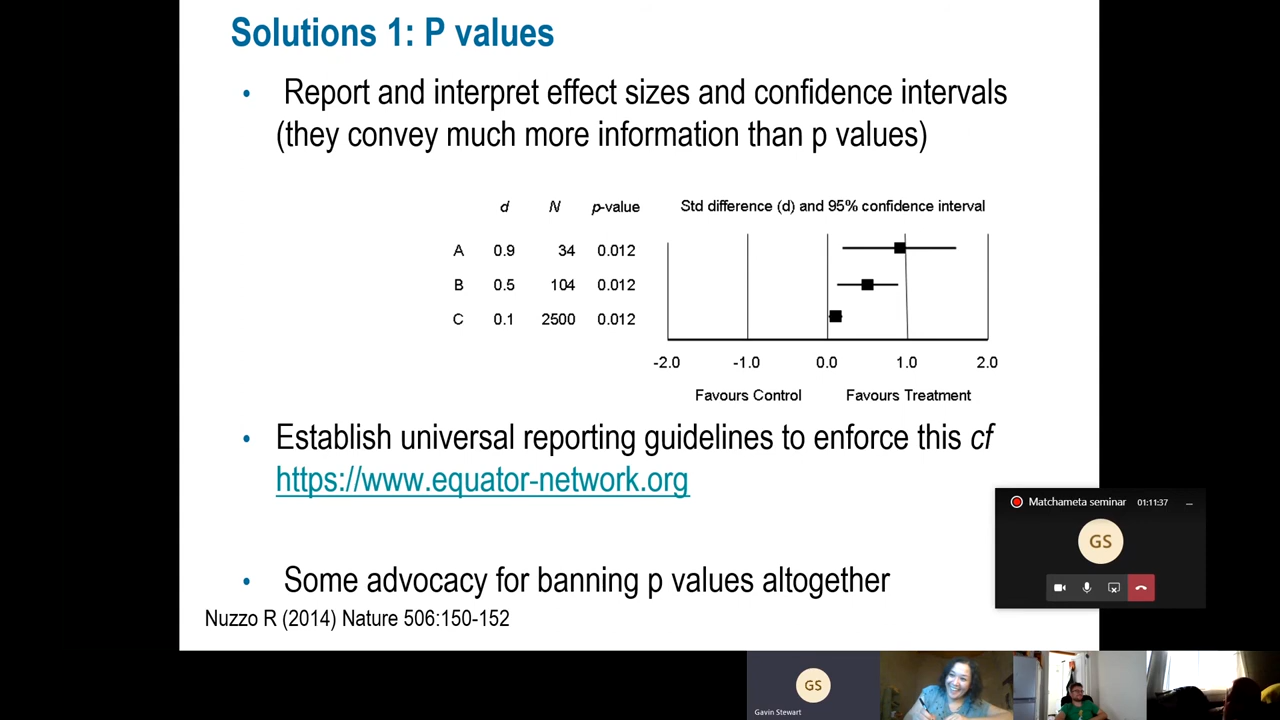 Solutions 1: P values
• Report and interpret effect sizes and confidence intervals
(they convey much more information than p values)
d N p-value Std difference (d) and 95% confidence interval
A 0.9 34 0.012
B 0.5 104 0.012
C 0.1 2500 0.012
-2.0 -1.0 0.0 1.0 2.0
Favours Control Favours Treatment
• Establish universal reporting guidelines to enforce this cf
https://www.equator-network.org
Matchameta seminar 01:11:37
GS
• Some advocacy for banning p values altogether
Nuzzo R (2014) Nature 506:150-152
GS
Gavin Stewart